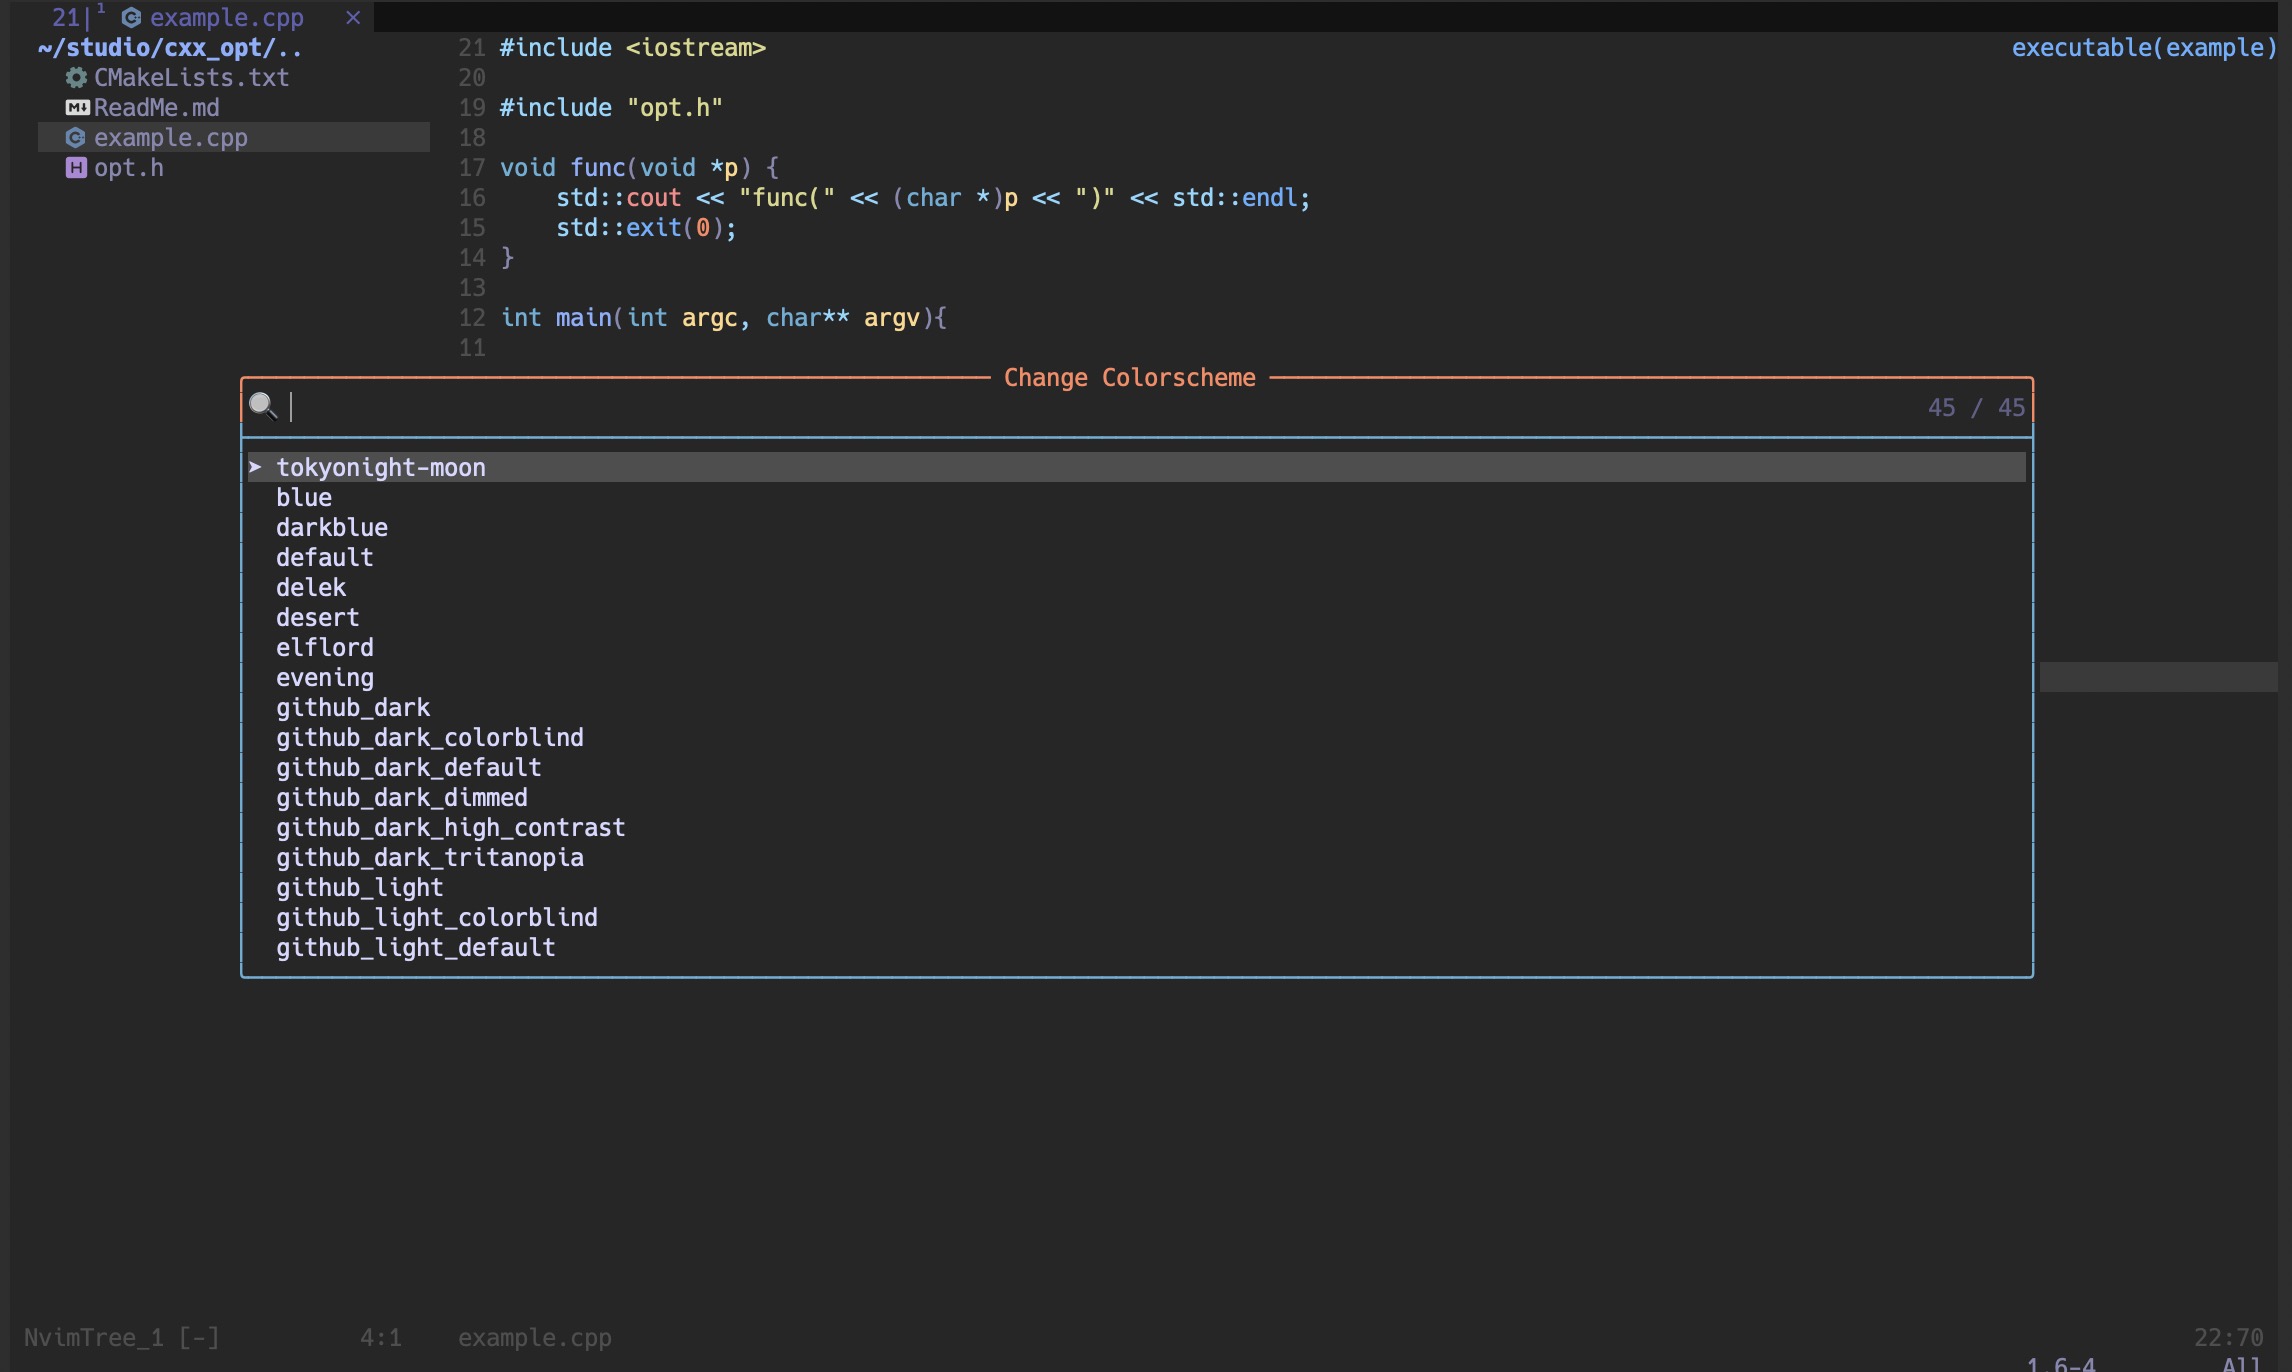 21| 1 example.cpp ×
~/studio/cxx_opt/..
CMakeLists.txt
ReadMe.md
example.cpp
opt.h
21 #include <iostream> executable(example)
20
19 #include "opt.h"
18
17 void func(void *p) {
16     std::cout << "func(" << (char *)p << ")" << std::endl;
15     std::exit(0);
14 }
13
12 int main(int argc, char** argv){
11
Change Colorscheme
45 / 45
➤ tokyonight-moon
blue
darkblue
default
delek
desert
elflord
evening
github_dark
github_dark_colorblind
github_dark_default
github_dark_dimmed
github_dark_high_contrast
github_dark_tritanopia
github_light
github_light_colorblind
github_light_default
NvimTree_1 [-] 4:1 example.cpp 22:70
1,6-4 All